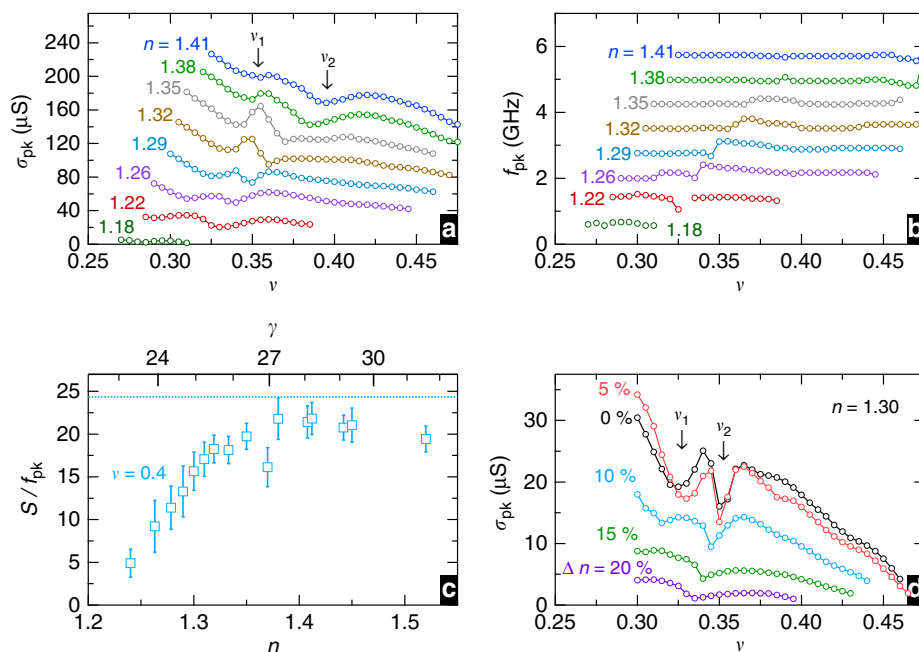 240
200
160
120
80
40
0
σpk (µS)
n = 1.41
1.38
1.35
1.32
1.29
1.26
1.22
1.18
ν1
ν2
a
0.25 0.30 0.35 0.40 0.45
ν
6
4
2
0
fpk (GHz)
n = 1.41
1.38
1.35
1.32
1.29
1.26
1.22
1.18
b
0.25 0.30 0.35 0.40 0.45
ν
γ
24 27 30
25
20
15
10
5
0
S / fpk
ν = 0.4
c
1.2 1.3 1.4 1.5
n
30
20
10
0
σpk (µS)
5 %
0 %
10 %
15 %
Δ n = 20 %
ν1
ν2
n = 1.30
d
0.25 0.30 0.35 0.40 0.45
ν